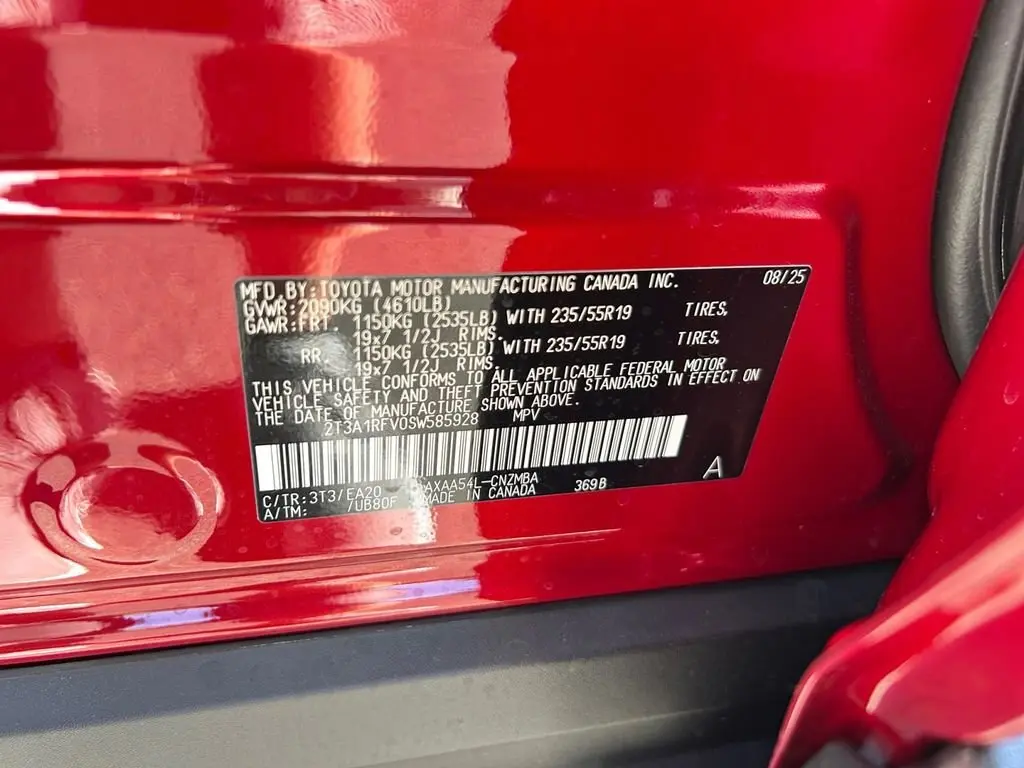 MFD.BY:TOYOTA MOTOR MANUFACTURING CANADA INC. 08/25
GVWR:2090KG (4610LB)
GAWR:FRT. 1150KG (2535LB) WITH 235/55R19 TIRES,
19x7 1/2J RIMS.
RR. 1150KG (2535LB) WITH 235/55R19 TIRES,
19x7 1/2J RIMS.
THIS VEHICLE CONFORMS TO ALL APPLICABLE FEDERAL MOTOR
VEHICLE SAFETY AND THEFT PREVENTION STANDARDS IN EFFECT ON
THE DATE OF MANUFACTURE SHOWN ABOVE.
2T3A1RFV0SW585928 MPV
C/TR:3T3/EA20 AXAA54L-CNZMBA 369B A
A/TM: /UB80F MADE IN CANADA